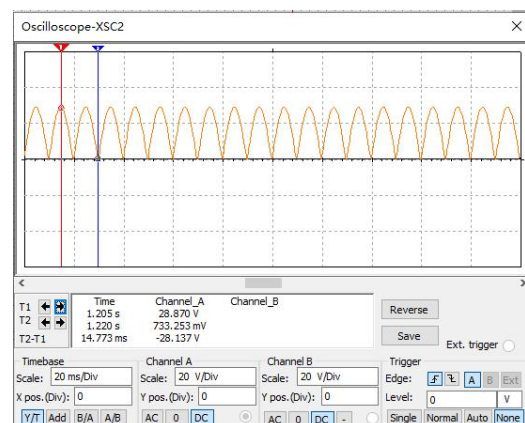 Oscilloscope-XSC2
Time Channel_A Channel_B
T1 1.205 s 28.870 V
T2 1.220 s 733.253 mV
T2-T1 14.773 ms -28.137 V
Reverse
Save
Ext. trigger
Timebase Channel A Channel B Trigger
Scale: 20 ms/Div Scale: 20 V/Div Scale: 20 V/Div Edge: A B Ext
X pos.(Div): 0 Y pos.(Div): 0 Y pos.(Div): 0 Level: 0 V
Y/T Add B/A A/B AC 0 DC AC 0 DC - Single Normal Auto None